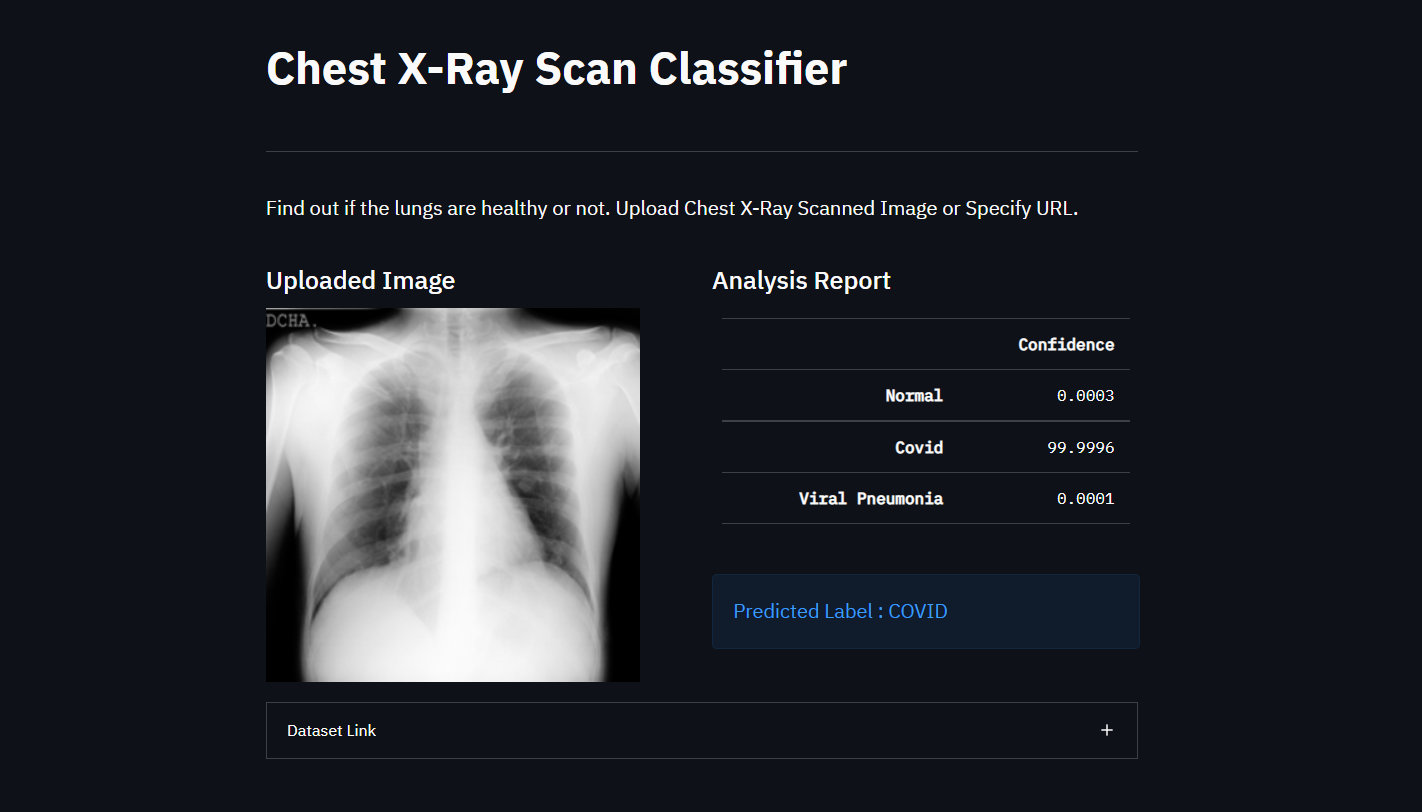 Chest X-Ray Scan Classifier
Find out if the lungs are healthy or not. Upload Chest X-Ray Scanned Image or Specify URL.
Uploaded Image
DCHA.
Analysis Report
Confidence
Normal 0.0003
Covid 99.9996
Viral Pneumonia 0.0001
Predicted Label : COVID
Dataset Link +